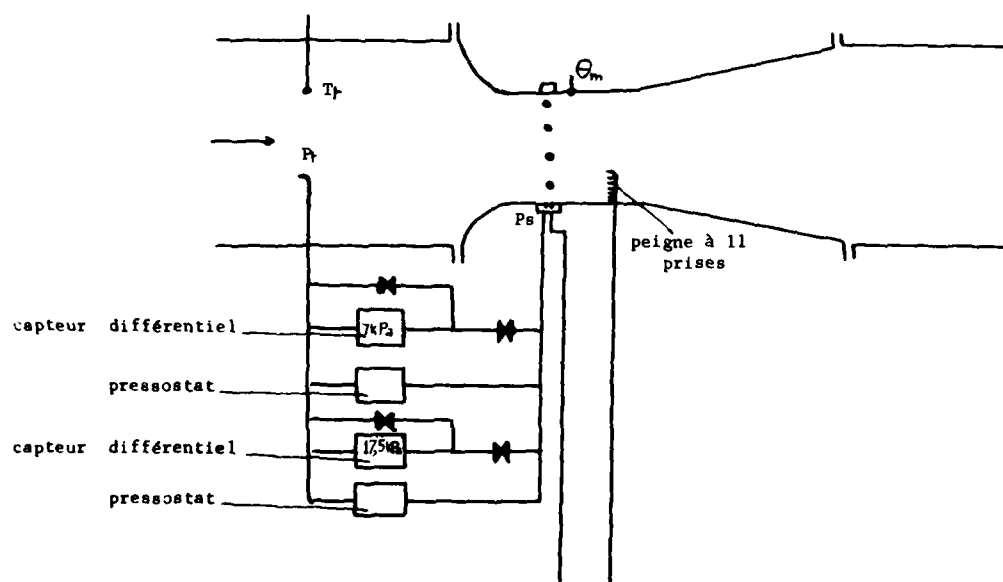 Tt
θm
Pt
Ps
peigne à 11
prises
capteur différentiel
7kPa
pressostat
capteur différentiel
17,5kPa
pressostat